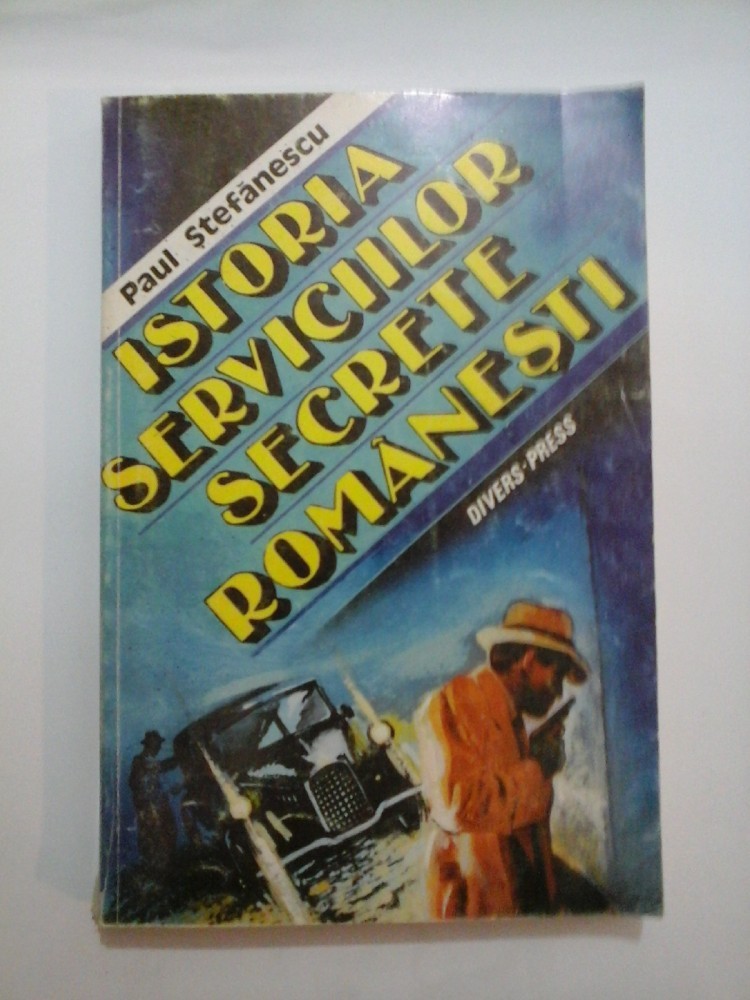 Paul Ștefănescu
ISTORIA
SERVICIILOR
SECRETE
ROMÂNEȘTI
DIVERS-PRESS